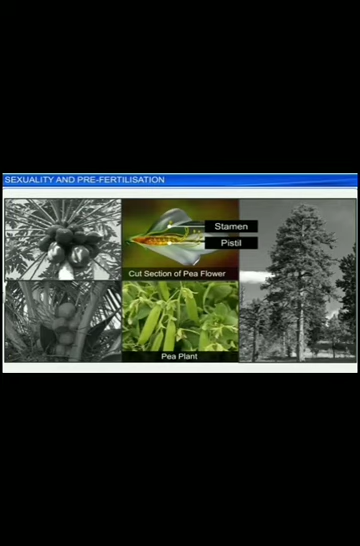 SEXUALITY AND PRE-FERTILISATION
Stamen
Pistil
Cut Section of Pea Flower
Pea Plant